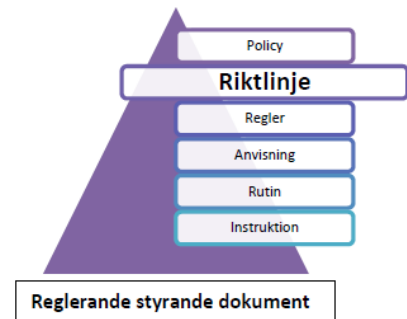 Policy
Riktlinje
Regler
Anvisning
Rutin
Instruktion
Reglerande styrande dokument